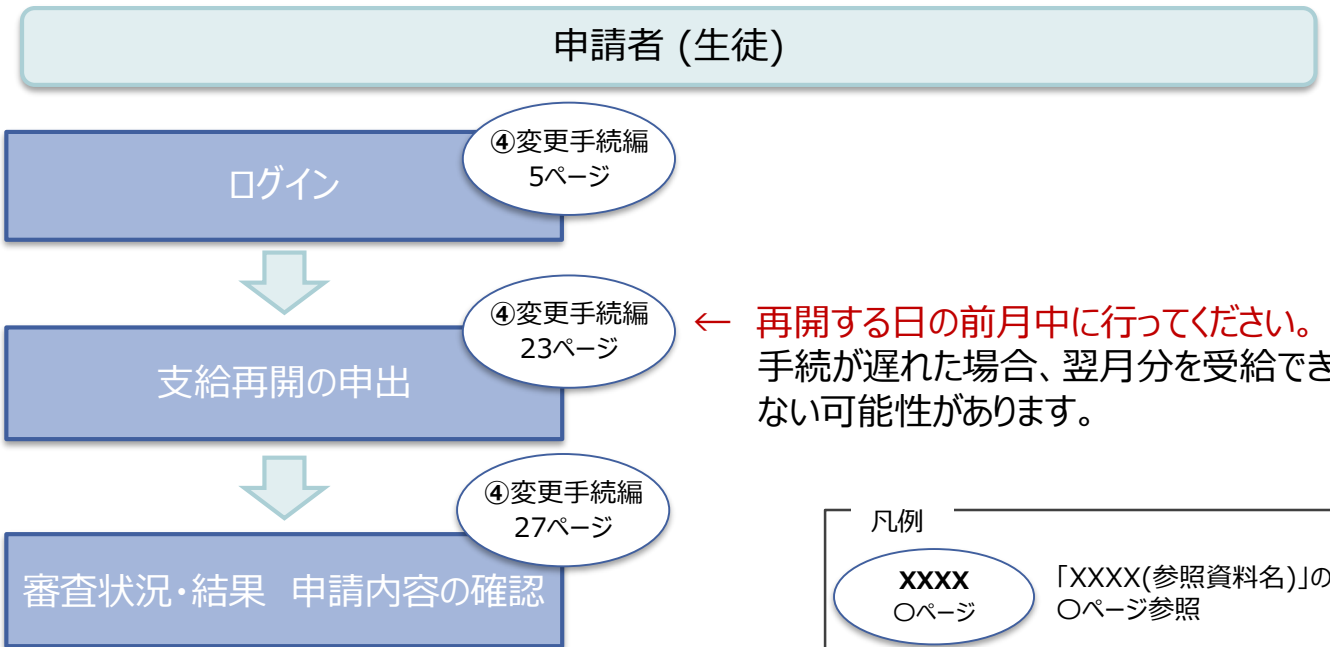 申請者 (生徒)
④変更手続編
5ページ
ログイン
④変更手続編
23ページ
← 再開する日の前月中に行ってください。
手続が遅れた場合、翌月分を受給でき
ない可能性があります。
支給再開の申出
④変更手続編
27ページ
審査状況・結果 申請内容の確認
凡例
XXXX
〇ページ
「XXXX(参照資料名)」の
〇ページ参照